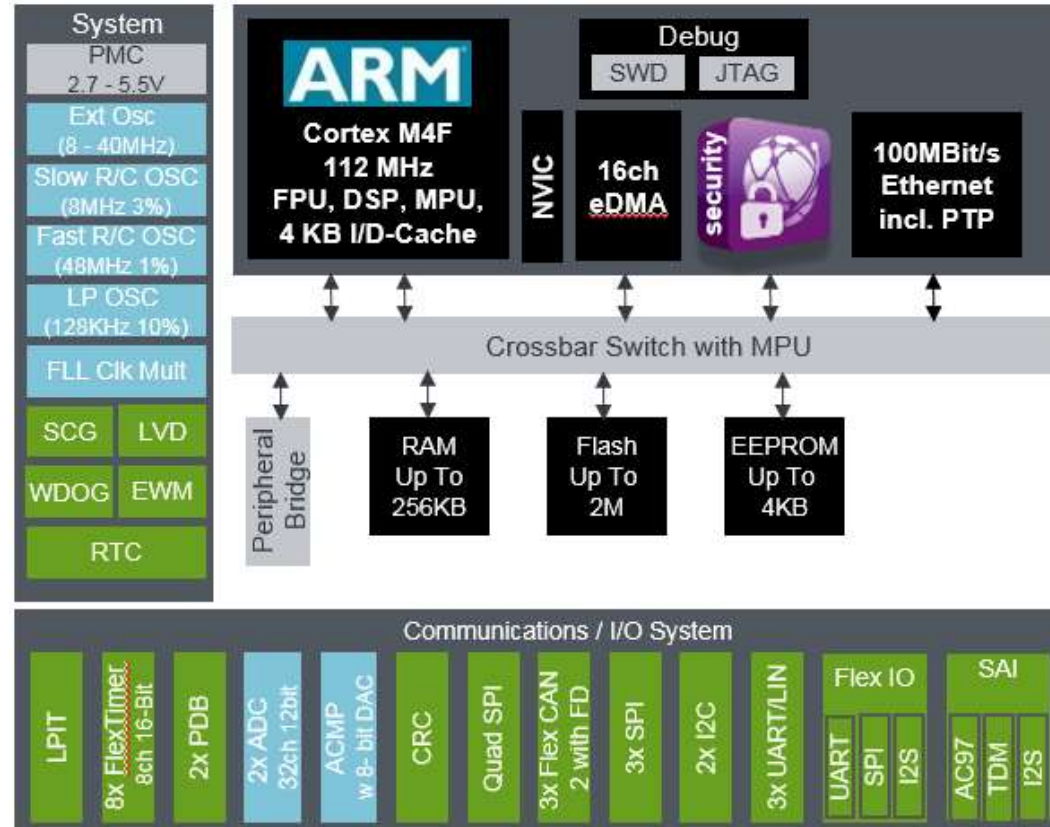 System
PMC
2.7 - 5.5V
Ext Osc
(8 - 40MHz)
Slow R/C OSC
(8MHz 3%)
Fast R/C OSC
(48MHz 1%)
LP OSC
(128KHz 10%)
FLL Clk Mult
SCG
LVD
WDOG
EWM
RTC
ARM
Cortex M4F
112 MHz
FPU, DSP, MPU,
4 KB I/D-Cache
Debug
SWD
JTAG
NVIC
16ch
eDMA
security
100MBit/s
Ethernet
incl. PTP
Crossbar Switch with MPU
Peripheral
Bridge
RAM
Up To
256KB
Flash
Up To
2M
EEPROM
Up To
4KB
Communications / I/O System
LPIT
8x FlexTimer
8ch 16-Bit
2x PDB
2x ADC
32ch 12bit
ACMP
w 8- bit DAC
CRC
Quad SPI
3x Flex CAN
2 with FD
3x SPI
2x I2C
3x UART/LIN
Flex IO
UART
SPI
I2S
SAI
AC97
TDM
I2S